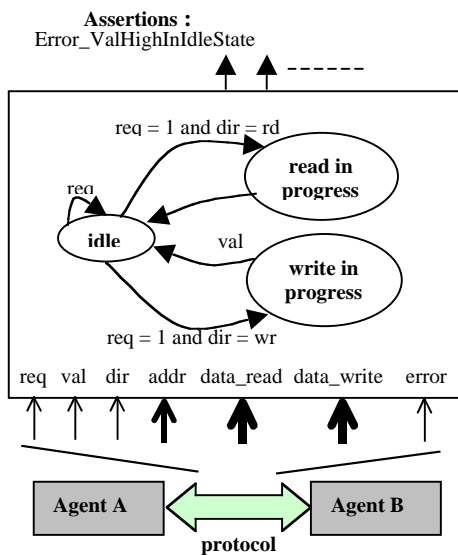 Assertions :
Error_ValHighInIdleState
req = 1 and dir = rd
read in
progress
req
idle
val
write in
progress
req = 1 and dir = wr
req val dir addr data_read data_write error
Agent A
Agent B
protocol